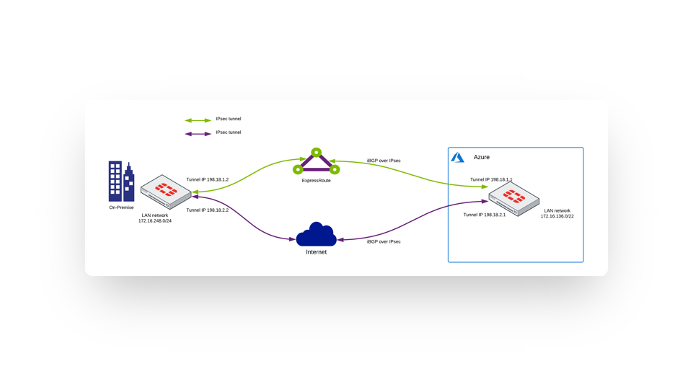 IPsec tunnel
IPsec tunnel
Azure
iBGP over IPsec
Tunnel IP 198.18.1.2
ExpressRoute
Tunnel IP 198.18.1.1
On-Premise
Tunnel IP 198.18.2.2
LAN network
172.16.248.0/24
Tunnel IP 198.18.2.1
LAN network
172.16.136.0/22
iBGP over IPsec
Internet